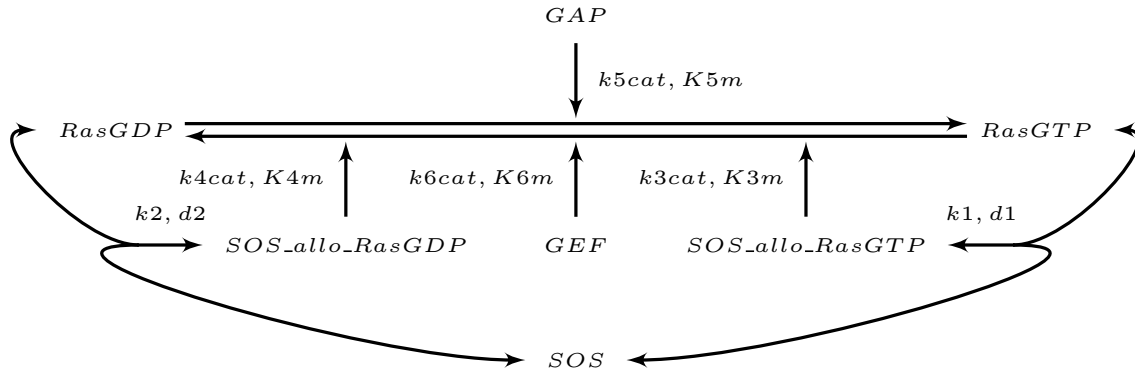 GAP
k5cat, K5m
RasGDP
RasGTP
k4cat, K4m
k6cat, K6m
k3cat, K3m
k2, d2
k1, d1
SOS_allo_RasGDP
GEF
SOS_allo_RasGTP
SOS